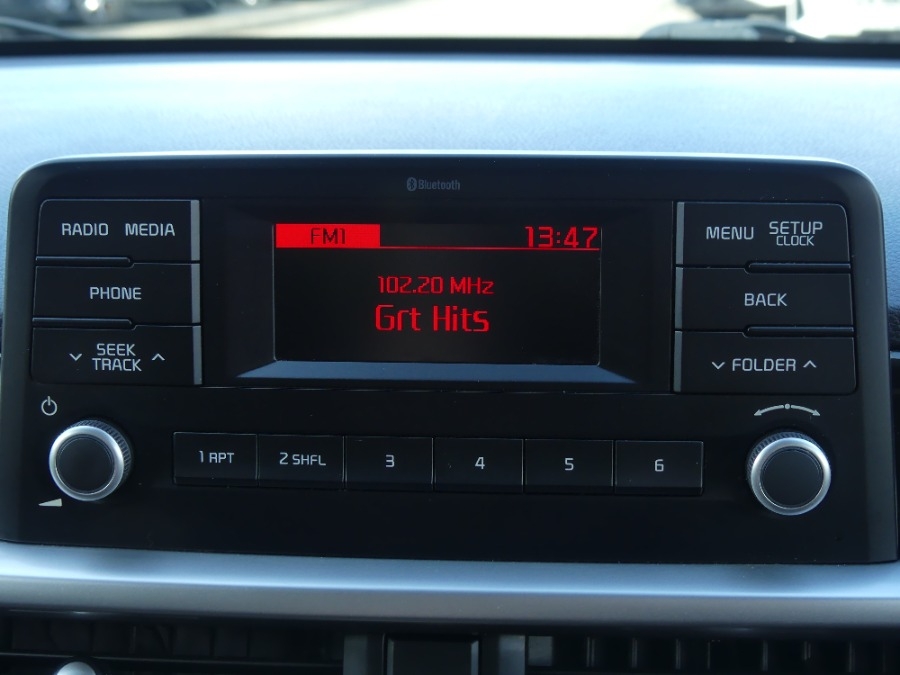 Bluetooth
RADIO MEDIA
PHONE
SEEK
TRACK
FM1 13:47
102.20 MHz
Grt Hits
MENU SETUP
CLOCK
BACK
FOLDER
1 RPT 2 SHFL 3 4 5 6